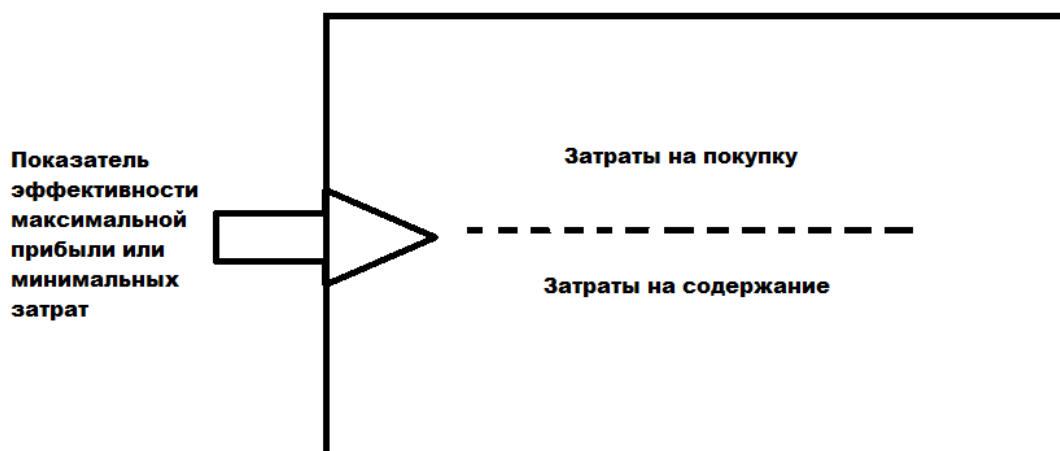 Показатель
эффективности
максимальной
прибыли или
минимальных
затрат
Затраты на покупку
Затраты на содержание